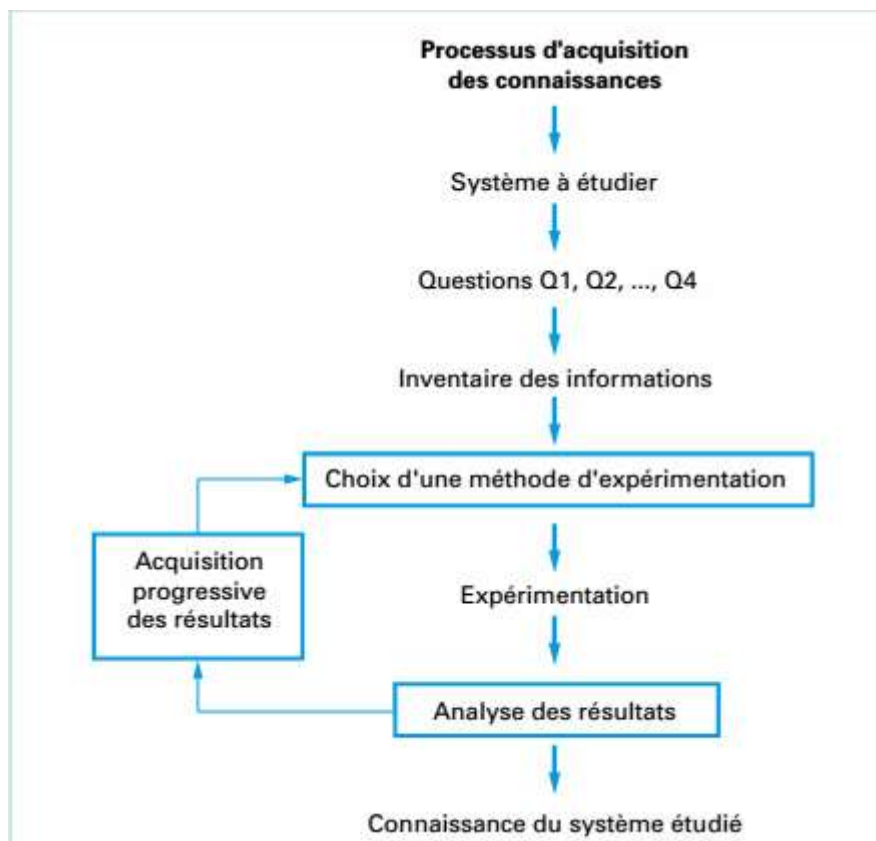 Processus d'acquisition
des connaissances
Système à étudier
Questions Q1, Q2, ..., Q4
Inventaire des informations
Choix d'une méthode d'expérimentation
Acquisition
progressive
des résultats
Expérimentation
Analyse des résultats
Connaissance du système étudié